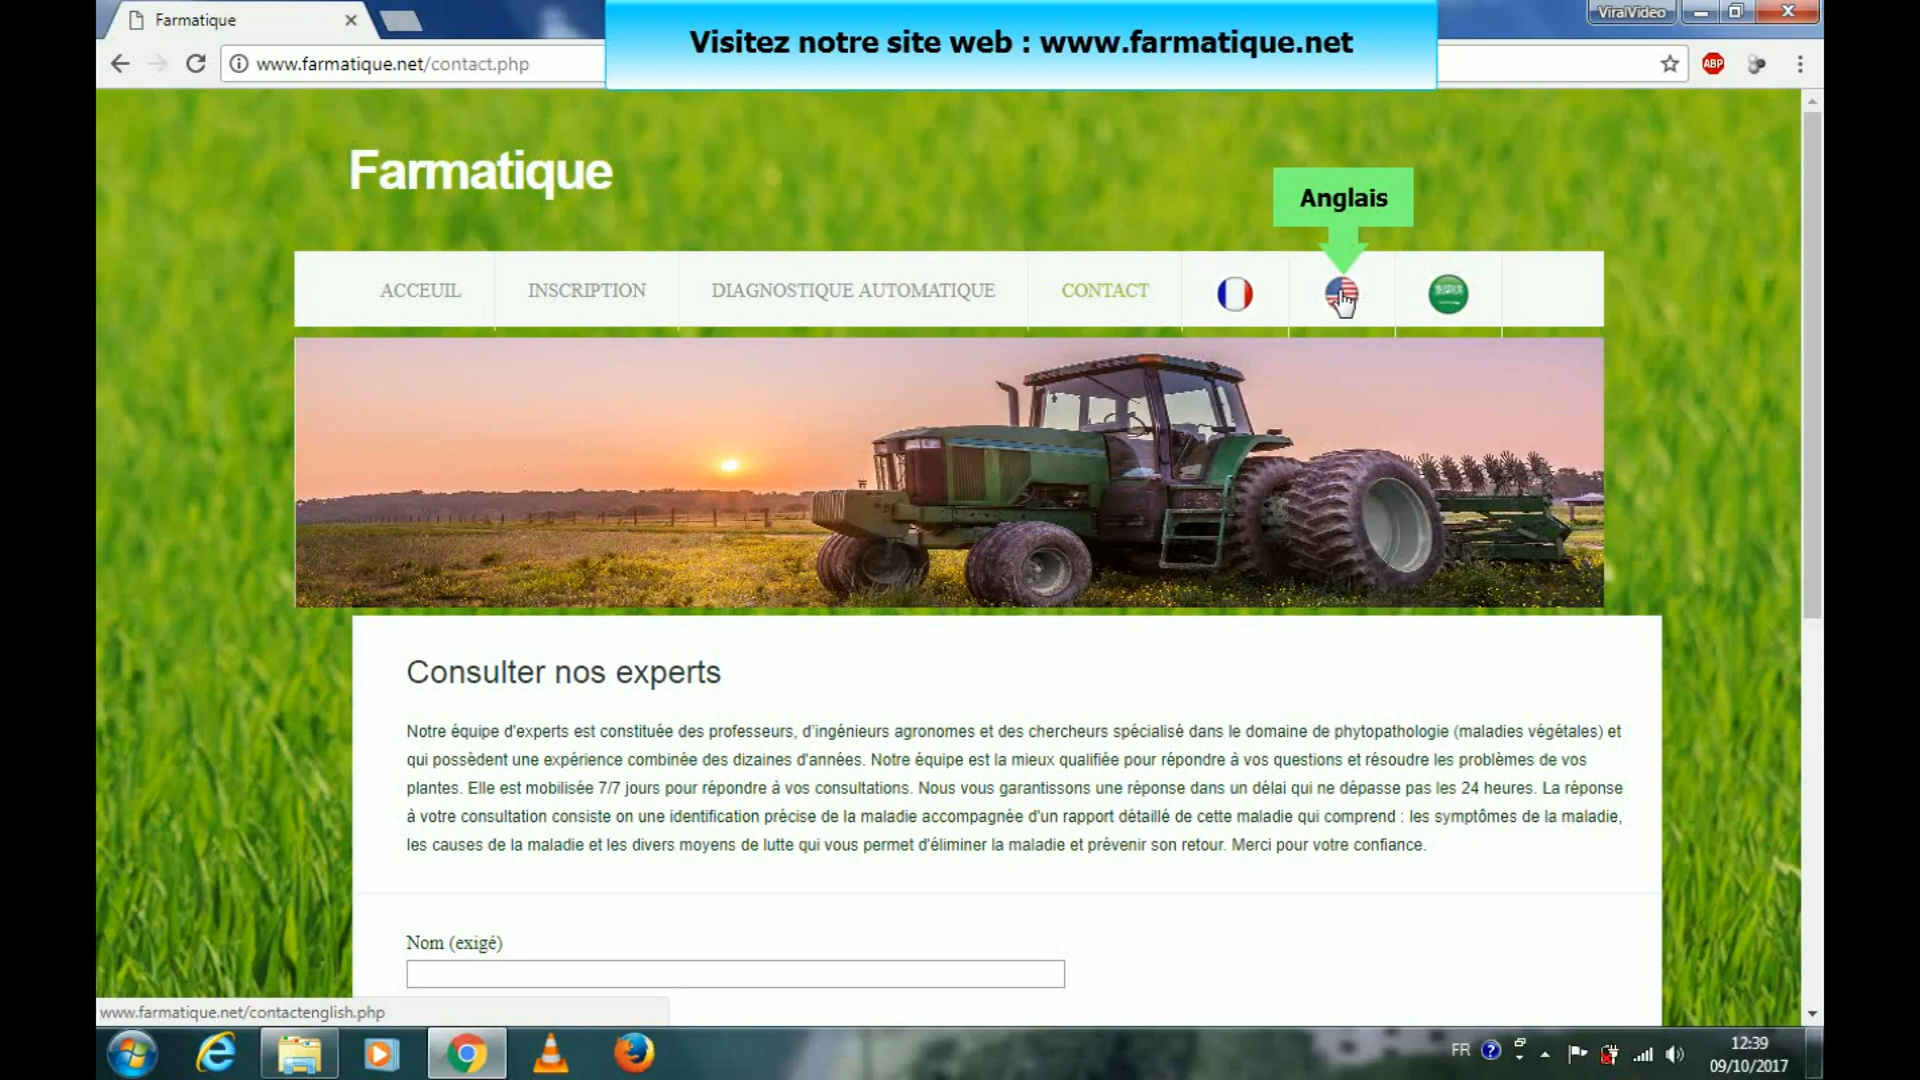 Farmatique
ViralVideo
Visitez notre site web : www.farmatique.net
www.farmatique.net/contact.php
ABP
Farmatique
Anglais
ACCEUIL
INSCRIPTION
DIAGNOSTIQUE AUTOMATIQUE
CONTACT
Consulter nos experts
Notre équipe d'experts est constituée des professeurs, d'ingénieurs agronomes et des chercheurs spécialisé dans le domaine de phytopathologie (maladies végétales) et
qui possèdent une expérience combinée des dizaines d'années. Notre équipe est la mieux qualifiée pour répondre à vos questions et résoudre les problèmes de vos
plantes. Elle est mobilisée 7/7 jours pour répondre à vos consultations. Nous vous garantissons une réponse dans un délai qui ne dépasse pas les 24 heures. La réponse
à votre consultation consiste on une identification précise de la maladie accompagnée d'un rapport détaillé de cette maladie qui comprend : les symptômes de la maladie,
les causes de la maladie et les divers moyens de lutte qui vous permet d'éliminer la maladie et prévenir son retour. Merci pour votre confiance.
Nom (exigé)
www.farmatique.net/contactenglish.php
FR
12:39
09/10/2017